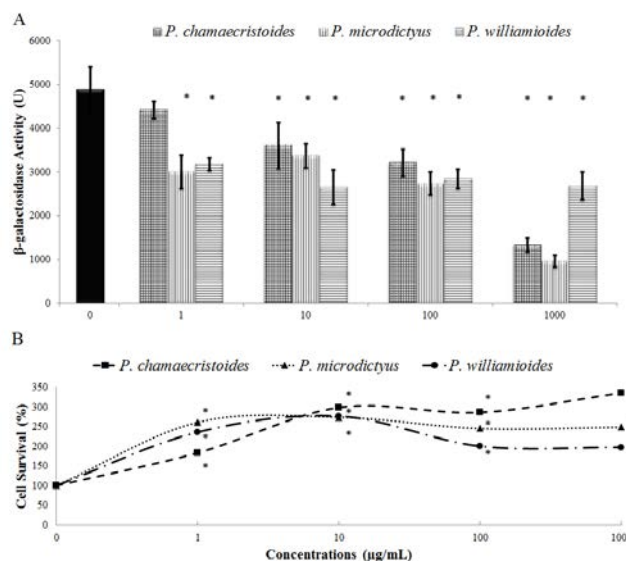 A
P. chamaecristoides P. microdictyus P. williamioides
6000
5000
4000
3000
2000
1000
0
β-galactosidase Activity (U)
* * * * * * * * * * *
0 1 10 100 1000
B
P. chamaecristoides P. microdictyus P. williamioides
350
300
250
200
150
100
50
0
Cell Survival (%)
* * * * * * * * *
0 1 10 100 100
Concentrations (µg/mL)